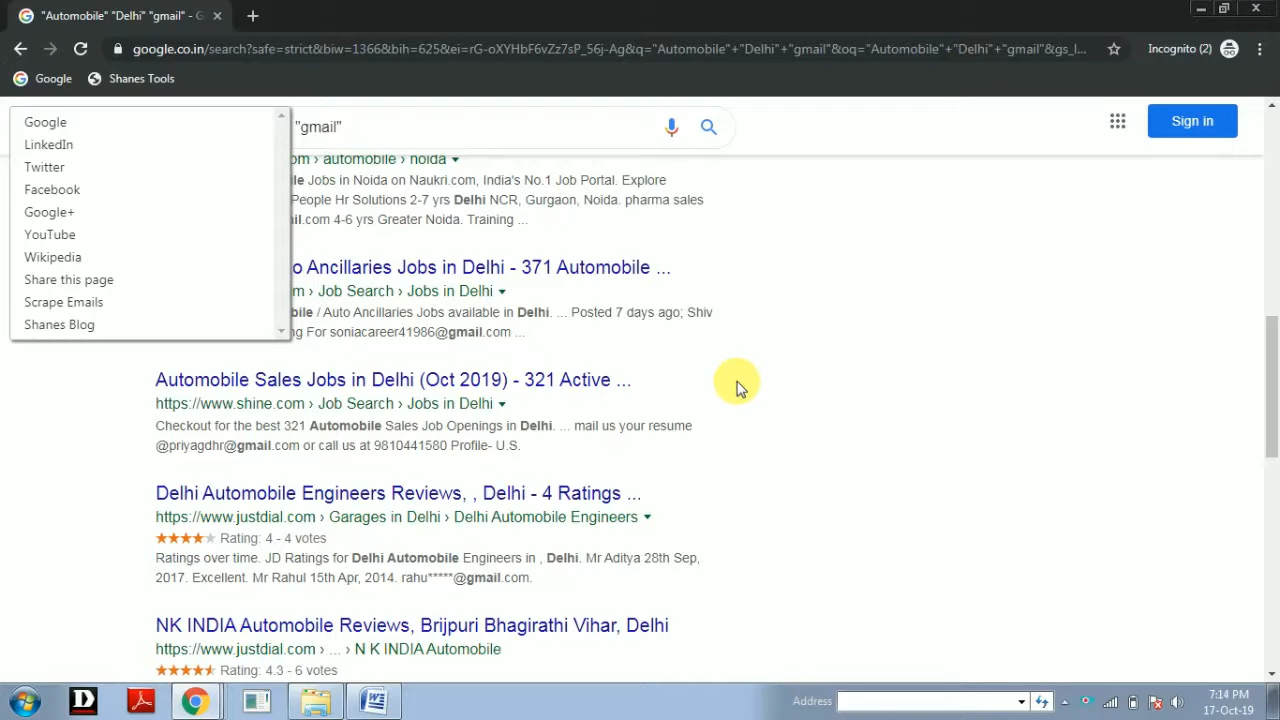 "Automobile" "Delhi" "gmail" - G
google.co.in/search?safe=strict&biw=1366&bih=625&ei=rG-oXYHbF6vZz7sP_56j-Ag&q="Automobile"+"Delhi"+"gmail"&oq="Automobile"+"Delhi"+"gmail"&gs_l...
Incognito (2)
Google
Shanes Tools
Google
LinkedIn
Twitter
Facebook
Google+
YouTube
Wikipedia
Share this page
Scrape Emails
Shanes Blog
"gmail"
Sign in
om › automobile › noida
ile Jobs in Noida on Naukri.com, India's No.1 Job Portal. Explore
People Hr Solutions 2-7 yrs Delhi NCR, Gurgaon, Noida. pharma sales
il.com 4-6 yrs Greater Noida. Training ...
o Ancillaries Jobs in Delhi - 371 Automobile ...
m › Job Search › Jobs in Delhi
bile / Auto Ancillaries Jobs available in Delhi. ... Posted 7 days ago; Shiv
ng For soniacareer41986@gmail.com ...
Automobile Sales Jobs in Delhi (Oct 2019) - 321 Active ...
https://www.shine.com › Job Search › Jobs in Delhi
Checkout for the best 321 Automobile Sales Job Openings in Delhi. ... mail us your resume
@priyagdhr@gmail.com or call us at 9810441580 Profile- U.S.
Delhi Automobile Engineers Reviews, , Delhi - 4 Ratings ...
https://www.justdial.com › Garages in Delhi › Delhi Automobile Engineers
Rating: 4 - 4 votes
Ratings over time. JD Ratings for Delhi Automobile Engineers in , Delhi. Mr Aditya 28th Sep,
2017. Excellent. Mr Rahul 15th Apr, 2014. rahu*****@gmail.com.
NK INDIA Automobile Reviews, Brijpuri Bhagirathi Vihar, Delhi
https://www.justdial.com › ... › N K INDIA Automobile
Rating: 4.3 - 6 votes
D
W
Address
7:14 PM
17-Oct-19